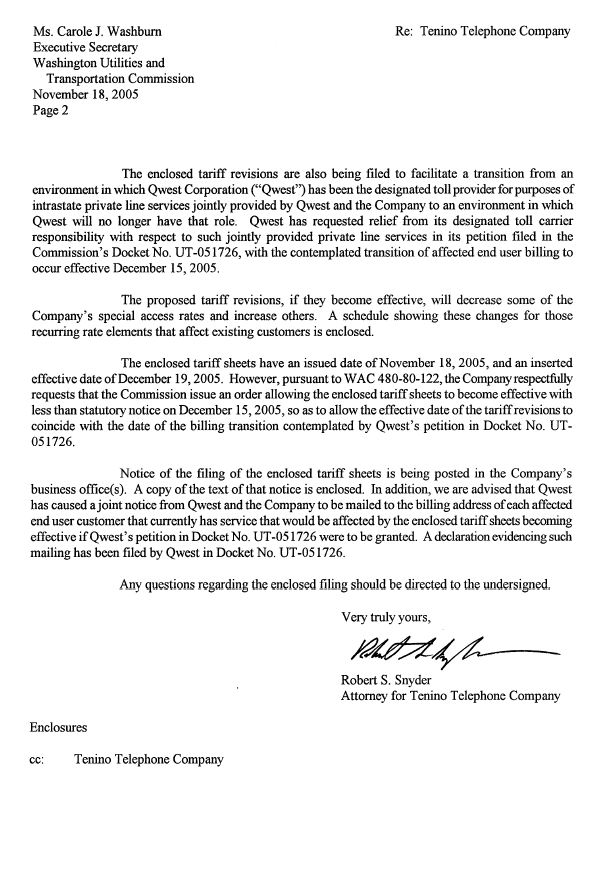 Ms. Carole J. Washburn
Re: Tenino Telephone Company
Executive Secretary
Washington Utilities and
Transportation Commission
November 18, 2005
Page 2
The enclosed tariff revisions are also being filed to facilitate a transition from an
environment in which Qwest Corporation ("Qwest") has been the designated toll provider for purposes of
intrastate private line services jointly provided by Qwest and the Company to an environment in which
Qwest will no longer have that role. Qwest has requested relief from its designated toll carrier
responsibility with respect to such jointly provided private line services in its petition filed in the
Commission's Docket No. UT-051726, with the contemplated transition of affected end user billing to
occur effective December 15, 2005.
The proposed tariff revisions, if they become effective, will decrease some of the
Company's special access rates and increase others. A schedule showing these changes for those
recurring rate elements that affect existing customers is enclosed.
The enclosed tariff sheets have an issued date of November 18, 2005, and an inserted
effective date of December 19, 2005. However, pursuant to WAC 480-80-122, the Company respectfully
requests that the Commission issue an order allowing the enclosed tariff sheets to become effective with
less than statutory notice on December 15, 2005, so as to allow the effective date of the tariff revisions to
coincide with the date of the billing transition contemplated by Qwest's petition in Docket No. UT-
051726.
Notice of the filing of the enclosed tariff sheets is being posted in the Company's
business office(s). A copy of the text of that notice is enclosed. In addition, we are advised that Qwest
has caused a joint notice from Qwest and the Company to be mailed to the billing address of each affected
end user customer that currently has service that would be affected by the enclosed tariff sheets becoming
effective if Qwest's petition in Docket No. UT-051726 were to be granted. A declaration evidencing such
mailing has been filed by Qwest in Docket No. UT-051726.
Any questions regarding the enclosed filing should be directed to the undersigned.
Very truly yours,
Robert S. Snyder
Attorney for Tenino Telephone Company
Enclosures
cc: Tenino Telephone Company